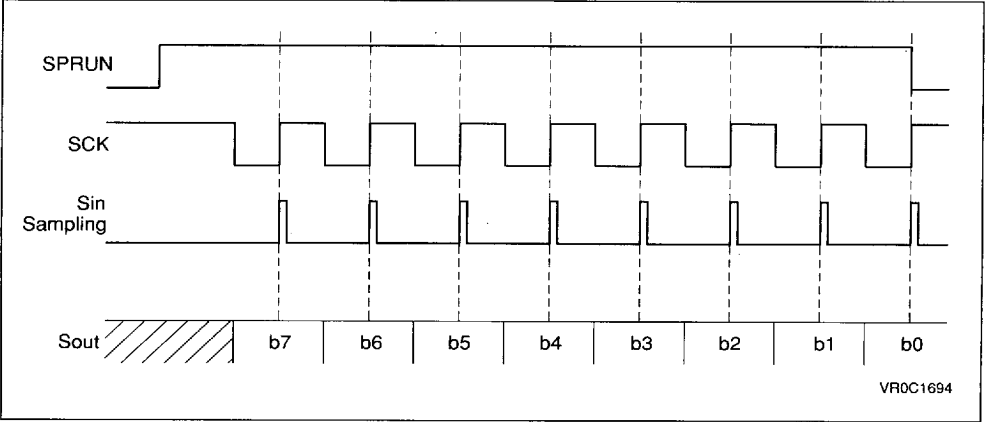 SPRUN
SCK
Sin
Sampling
Sout b7 b6 b5 b4 b3 b2 b1 b0
VR0C1694